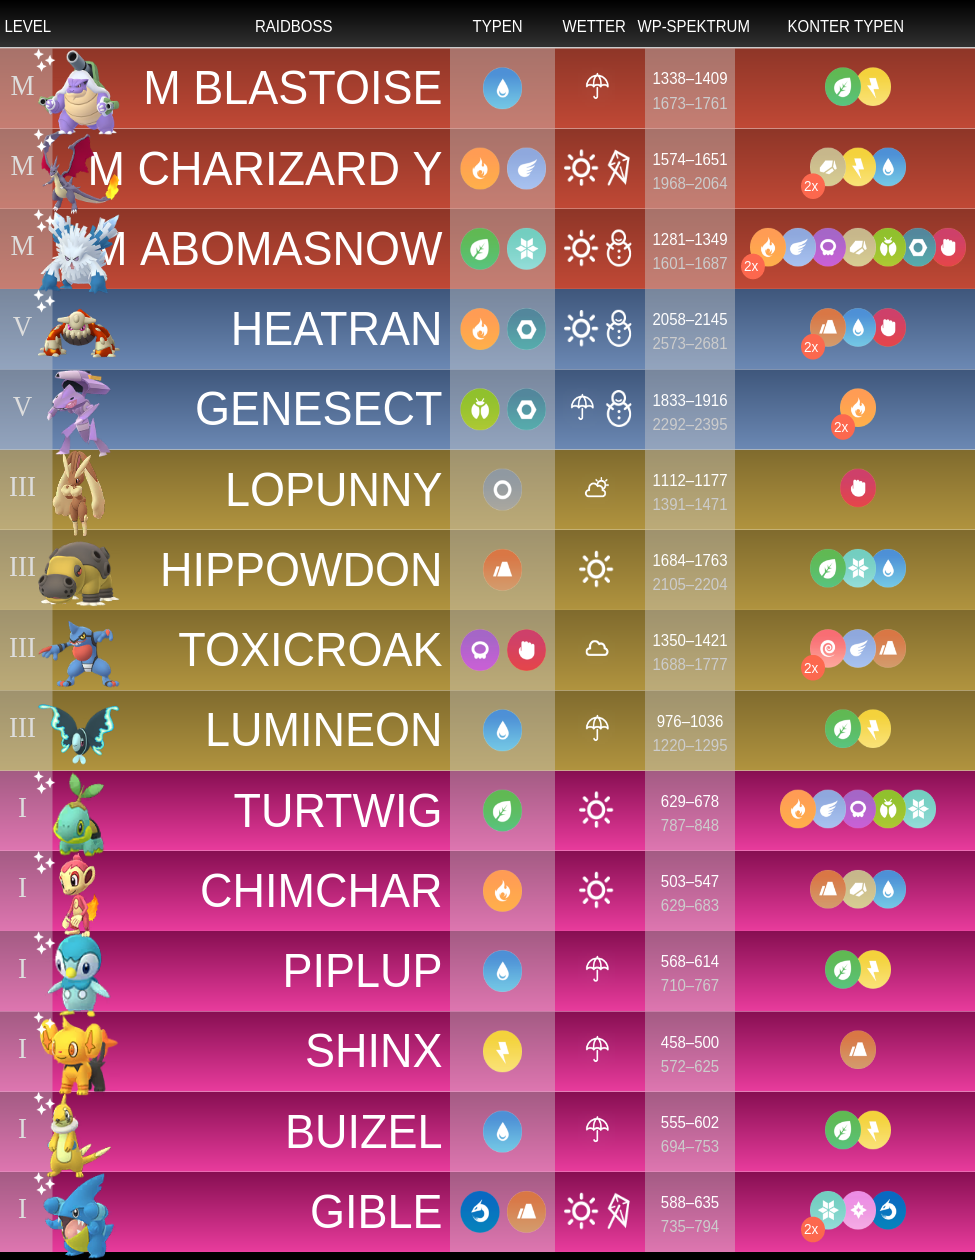 LEVEL RAIDBOSS TYPEN WETTER WP-SPEKTRUM KONTER TYPEN
M M BLASTOISE 1338–1409
1673–1761
M M CHARIZARD Y 1574–1651
1968–2064 2x
M M ABOMASNOW 1281–1349
1601–1687 2x
V HEATRAN 2058–2145
2573–2681 2x
V GENESECT 1833–1916
2292–2395 2x
III LOPUNNY 1112–1177
1391–1471
III HIPPOWDON 1684–1763
2105–2204
III TOXICROAK 1350–1421
1688–1777 2x
III LUMINEON 976–1036
1220–1295
I TURTWIG 629–678
787–848
I CHIMCHAR 503–547
629–683
I PIPLUP 568–614
710–767
I SHINX 458–500
572–625
I BUIZEL 555–602
694–753
I GIBLE 588–635
735–794 2x